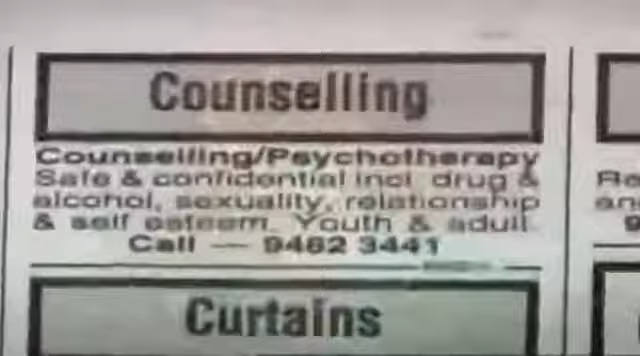 Counselling
Counselling/Psychotherapy
Safe & confidential incl. drug &
alcohol, sexuality, relationship
& self esteem. Youth & adult.
Call — 9462 3441
Curtains